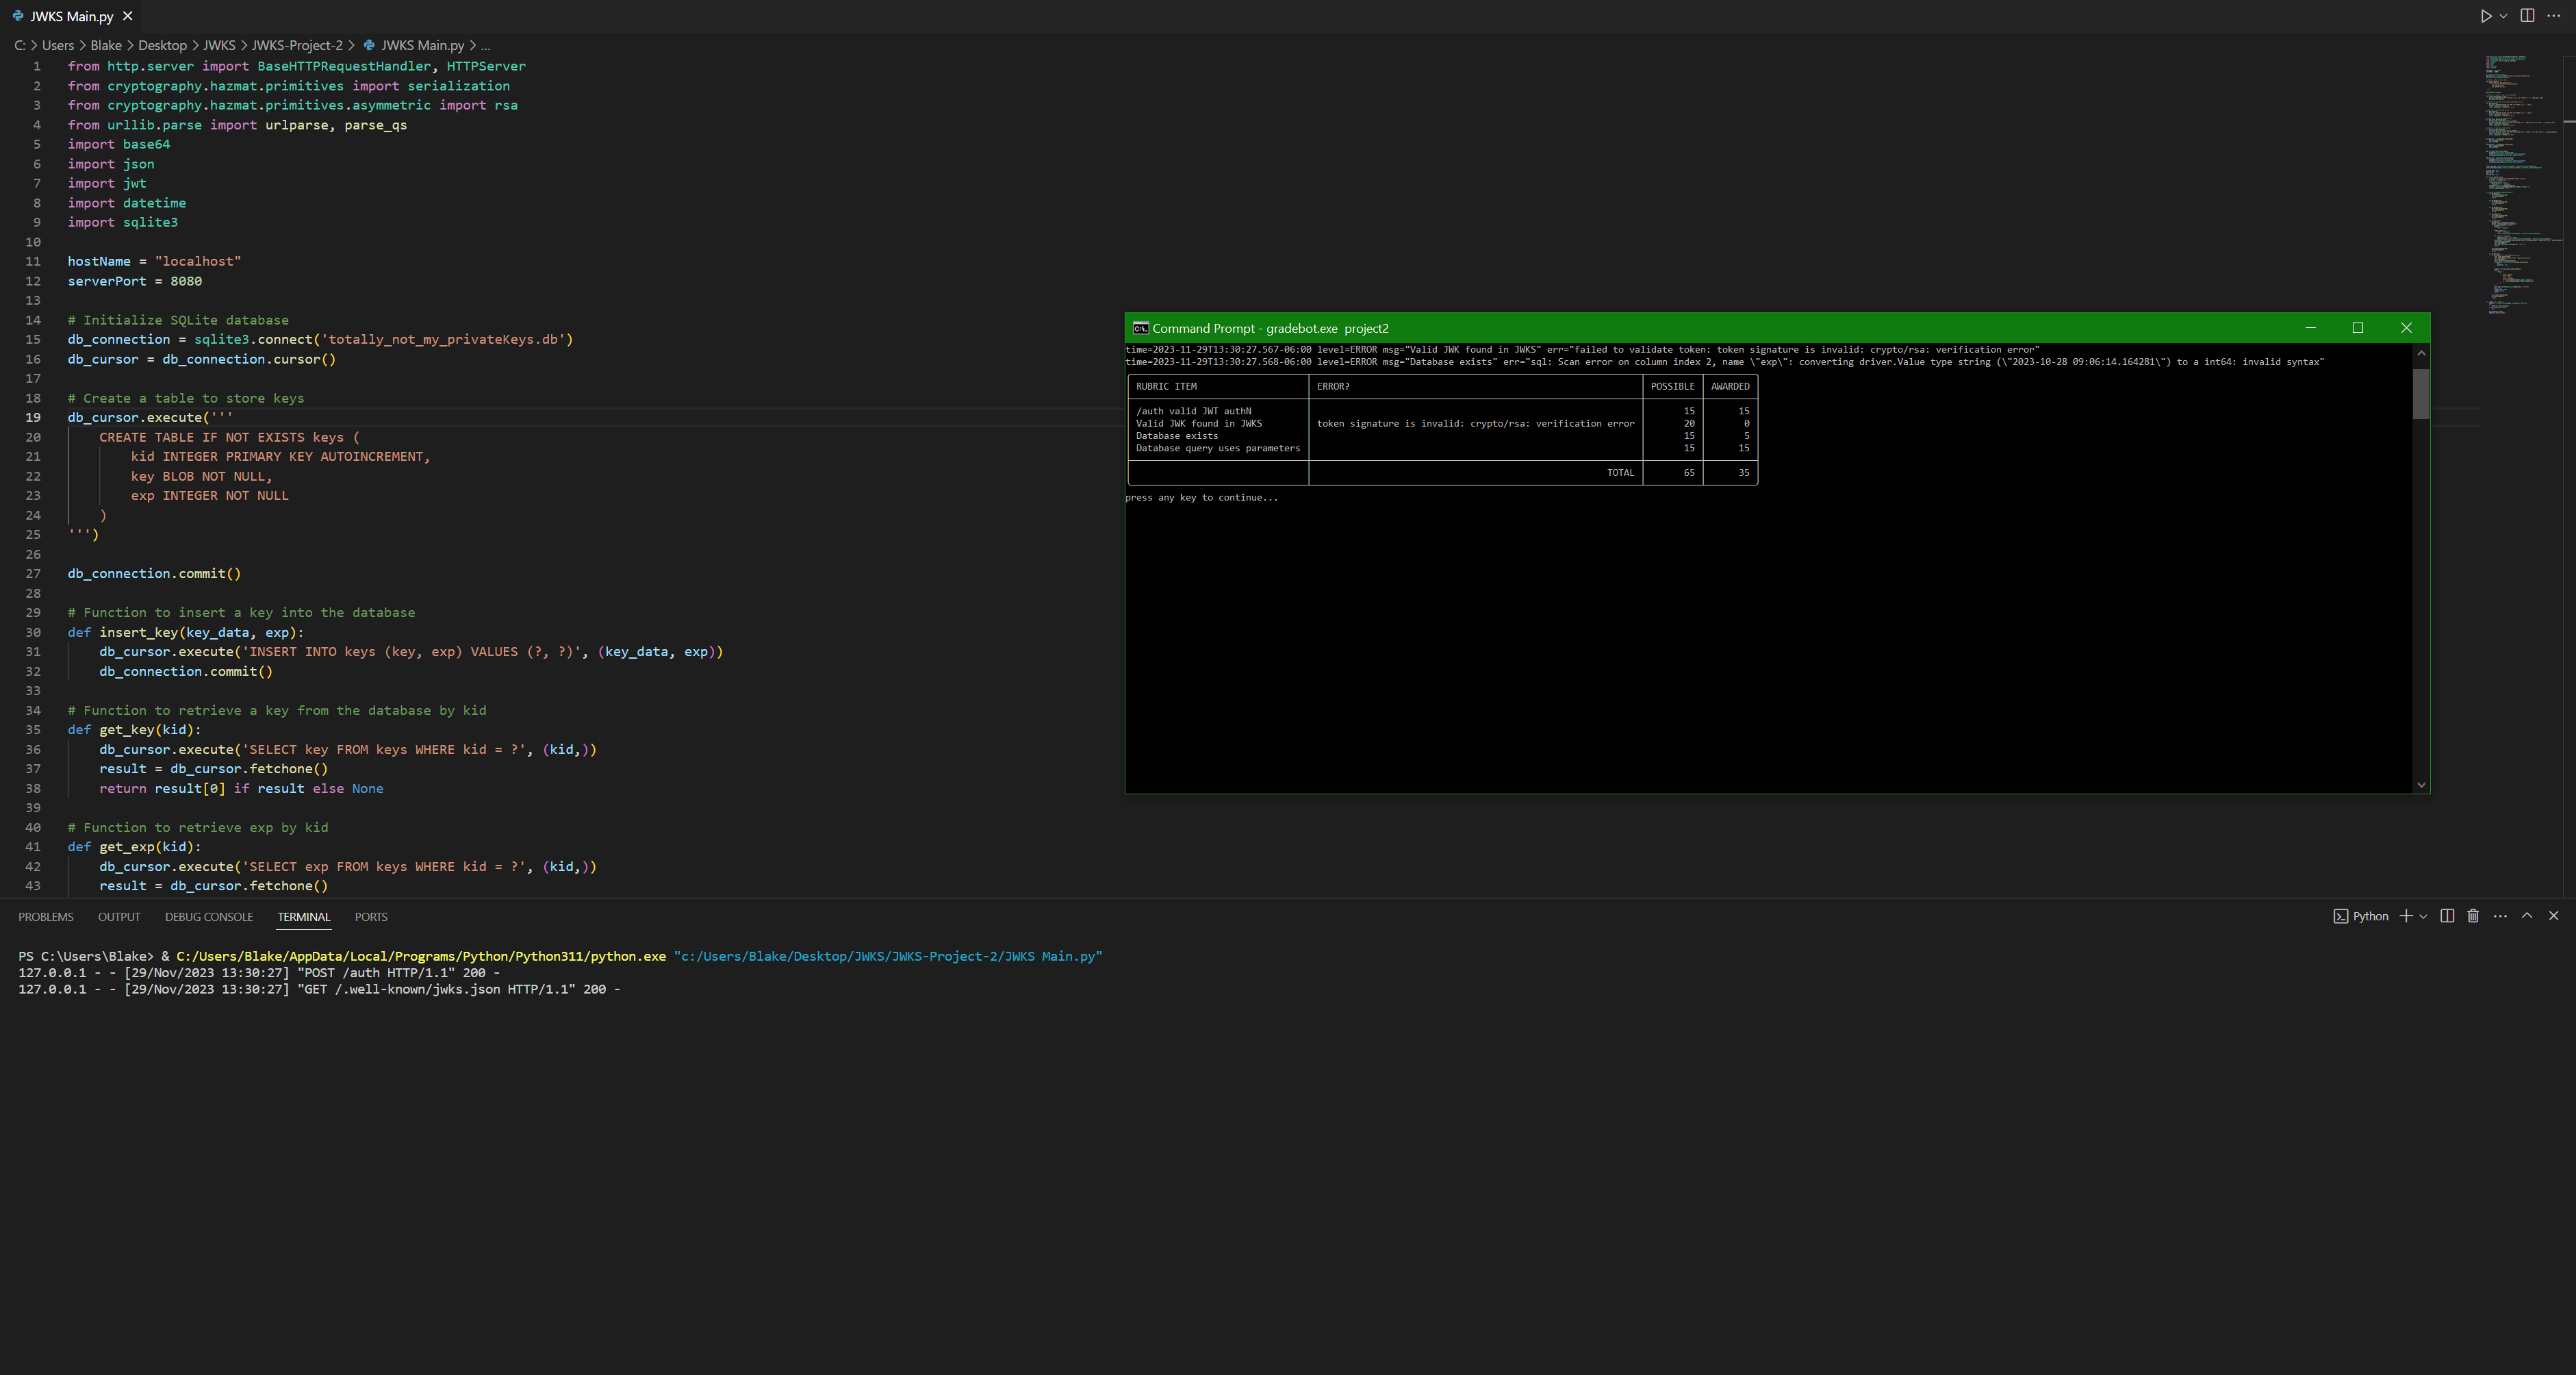 JWKS Main.py
C: > Users > Blake > Desktop > JWKS > JWKS-Project-2 > JWKS Main.py > ...
1 from http.server import BaseHTTPRequestHandler, HTTPServer
2 from cryptography.hazmat.primitives import serialization
3 from cryptography.hazmat.primitives.asymmetric import rsa
4 from urllib.parse import urlparse, parse_qs
5 import base64
6 import json
7 import jwt
8 import datetime
9 import sqlite3
10
11 hostName = "localhost"
12 serverPort = 8080
13
14 # Initialize SQLite database
15 db_connection = sqlite3.connect('totally_not_my_privateKeys.db')
16 db_cursor = db_connection.cursor()
17
18 # Create a table to store keys
19 db_cursor.execute('''
20     CREATE TABLE IF NOT EXISTS keys (
21         kid INTEGER PRIMARY KEY AUTOINCREMENT,
22         key BLOB NOT NULL,
23         exp INTEGER NOT NULL
24     )
25 ''')
26
27 db_connection.commit()
28
29 # Function to insert a key into the database
30 def insert_key(key_data, exp):
31     db_cursor.execute('INSERT INTO keys (key, exp) VALUES (?, ?)', (key_data, exp))
32     db_connection.commit()
33
34 # Function to retrieve a key from the database by kid
35 def get_key(kid):
36     db_cursor.execute('SELECT key FROM keys WHERE kid = ?', (kid,))
37     result = db_cursor.fetchone()
38     return result[0] if result else None
39
40 # Function to retrieve exp by kid
41 def get_exp(kid):
42     db_cursor.execute('SELECT exp FROM keys WHERE kid = ?', (kid,))
43     result = db_cursor.fetchone()
Command Prompt - gradebot.exe  project2
time=2023-11-29T13:30:27.567-06:00 level=ERROR msg="Valid JWK found in JWKS" err="failed to validate token: token signature is invalid: crypto/rsa: verification error"
time=2023-11-29T13:30:27.568-06:00 level=ERROR msg="Database exists" err="sql: Scan error on column index 2, name \"exp\": converting driver.Value type string (\"2023-10-28 09:06:14.164281\") to a int64: invalid syntax"
RUBRIC ITEM ERROR? POSSIBLE AWARDED
/auth valid JWT authN 15 15
Valid JWK found in JWKS token signature is invalid: crypto/rsa: verification error 20 0
Database exists 15 5
Database query uses parameters 15 15
TOTAL 65 35
press any key to continue...
PROBLEMS OUTPUT DEBUG CONSOLE TERMINAL PORTS
Python
PS C:\Users\Blake> & C:/Users/Blake/AppData/Local/Programs/Python/Python311/python.exe "c:/Users/Blake/Desktop/JWKS/JWKS-Project-2/JWKS Main.py"
127.0.0.1 - - [29/Nov/2023 13:30:27] "POST /auth HTTP/1.1" 200 -
127.0.0.1 - - [29/Nov/2023 13:30:27] "GET /.well-known/jwks.json HTTP/1.1" 200 -